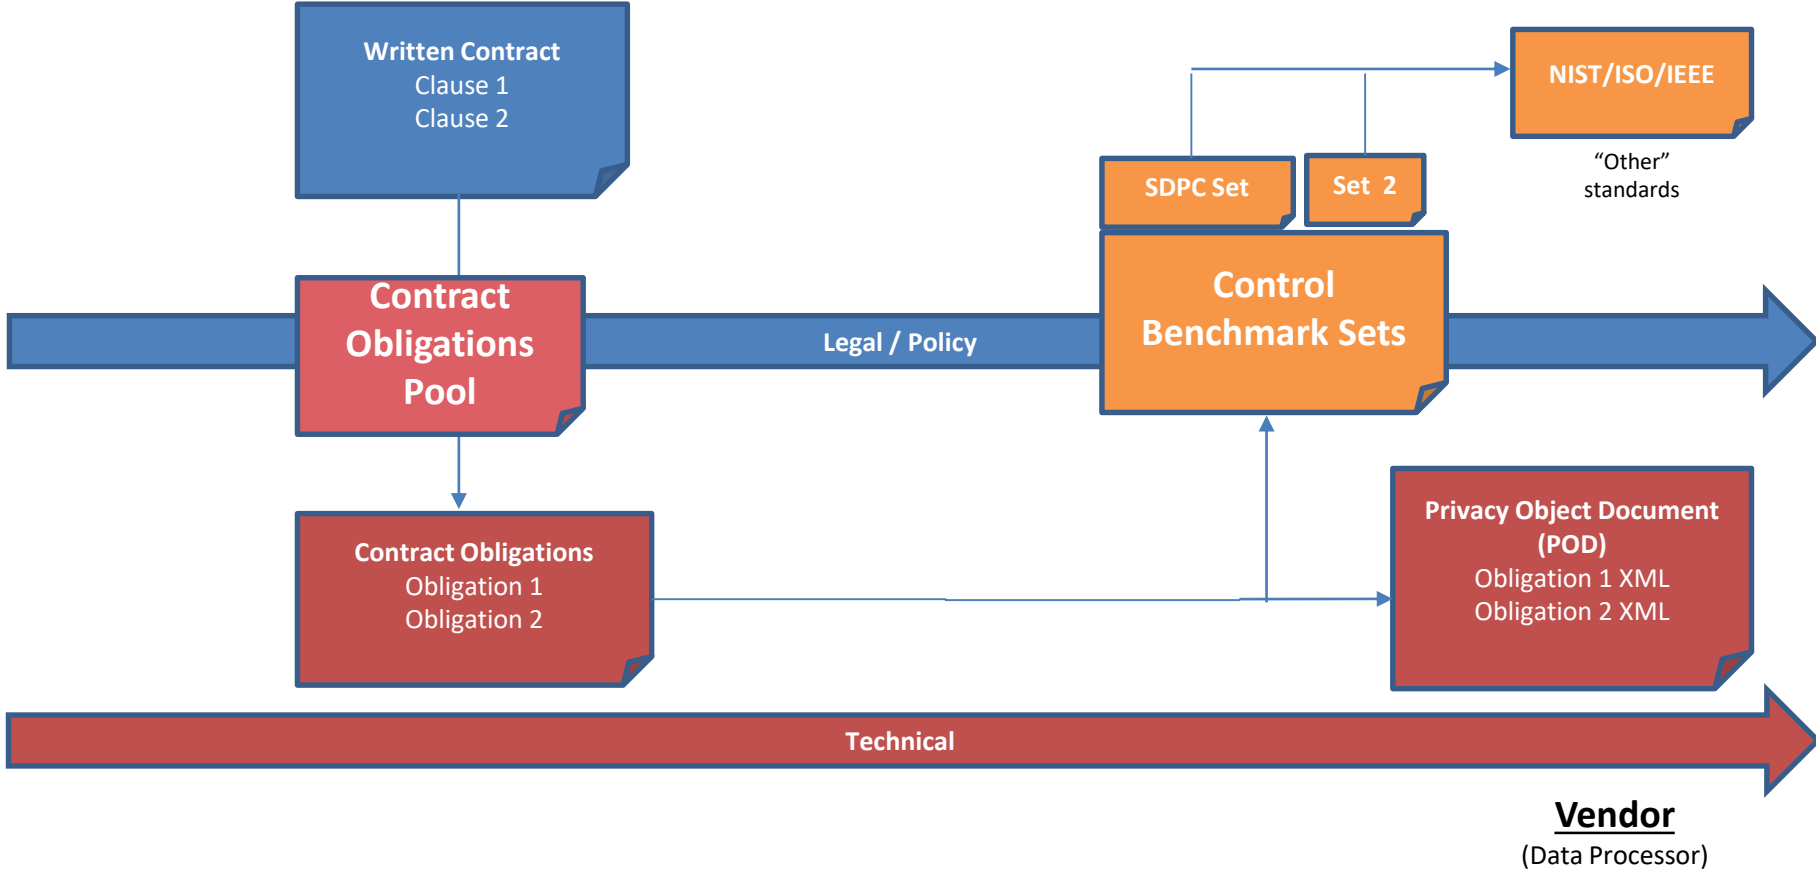 Written Contract
Clause 1
Clause 2
NIST/ISO/IEEE
“Other”
standards
SDPC Set
Set 2
Contract
Obligations
Pool
Legal / Policy
Control
Benchmark Sets
Contract Obligations
Obligation 1
Obligation 2
Privacy Object Document
(POD)
Obligation 1 XML
Obligation 2 XML
Technical
Vendor
(Data Processor)